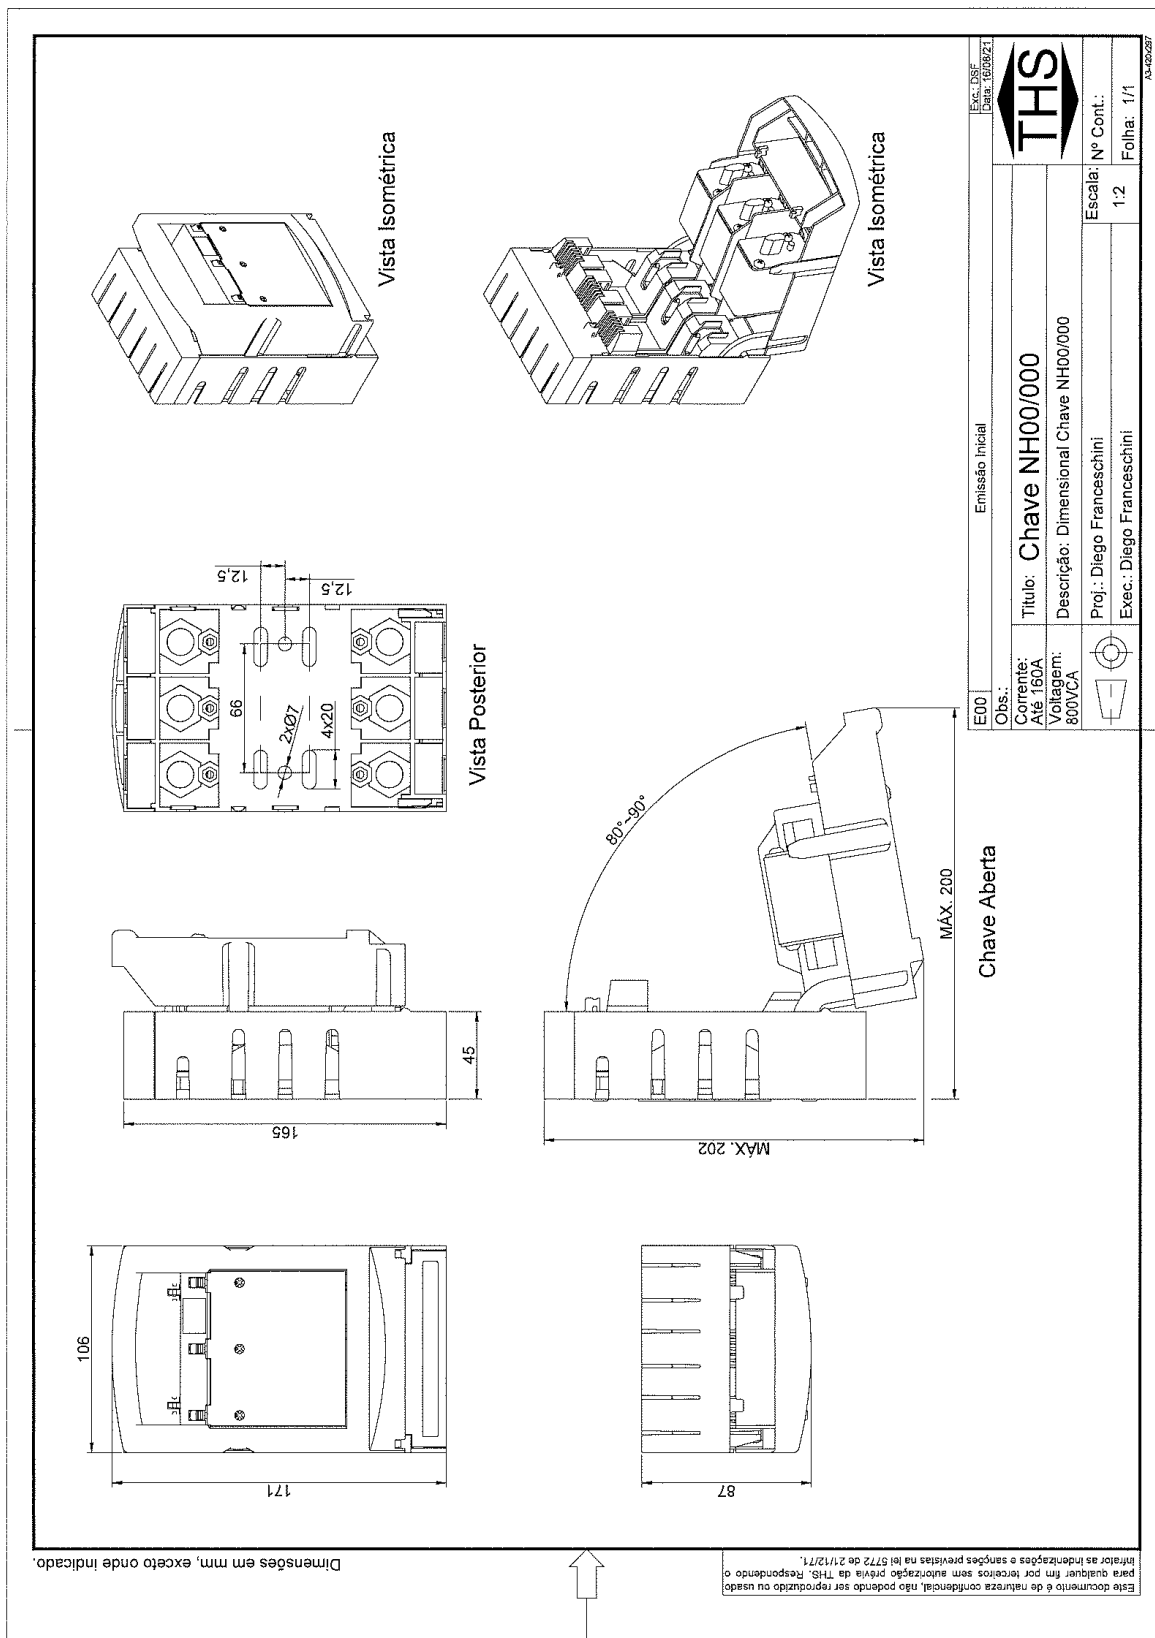 Dimensões em mm, exceto onde indicado.
Este documento é de natureza confidencial, não podendo ser reproduzido ou usado
para qualquer fim por terceiros sem autorização prévia da THS. Respondendo o
infrator as indenizações e sanções previstas na lei 5772 de 21/12/71.
106
171
165
45
66
2xØ7
4x20
12,5
12,5
Vista Posterior
Vista Isométrica
87
MÁX. 202
80°~90°
MÁX. 200
Chave Aberta
Vista Isométrica
E00
Emissão Inicial
Exc.: DSF
Data: 16/08/21
Obs.:
Corrente:
Até 160A
Voltagem:
800VCA
Título: Chave NH00/000
Descrição: Dimensional Chave NH00/000
THS
Proj.: Diego Franceschini
Exec.: Diego Franceschini
Escala:
1:2
Nº Cont.:
Folha: 1/1
A3-420x297